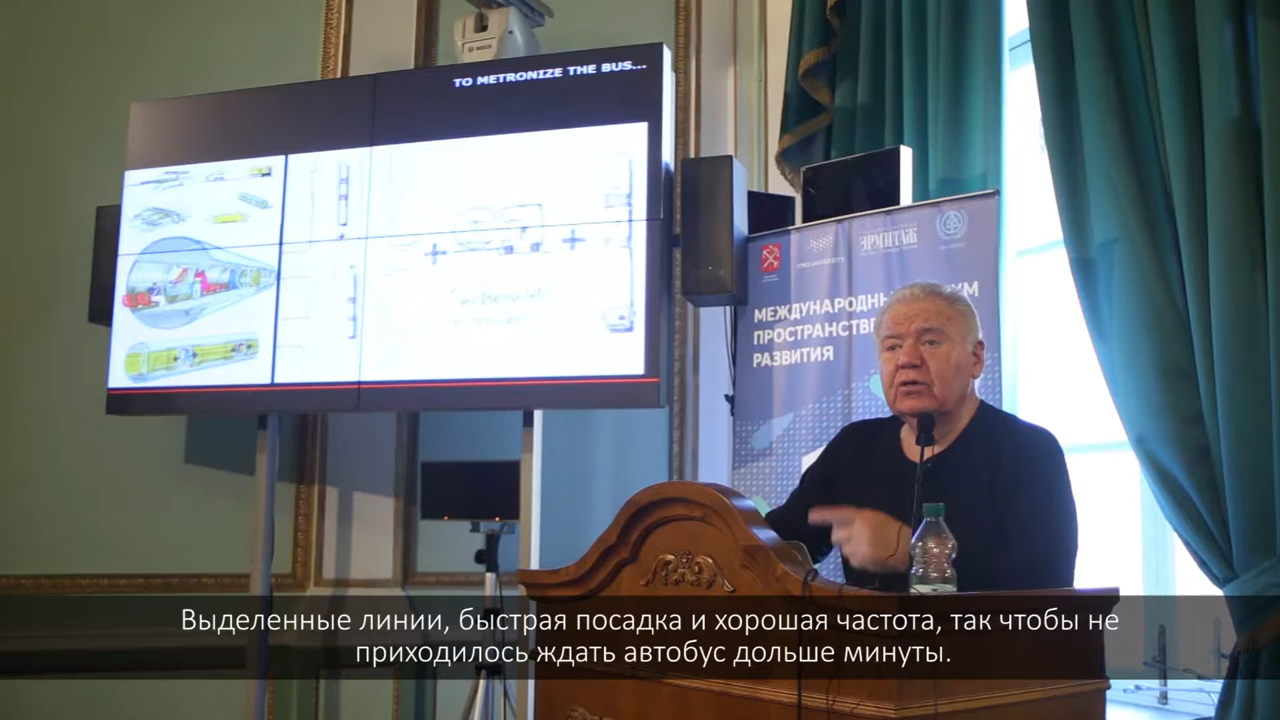 BOSCH
TO METRONIZE THE BUS...
ЭРМИТАЖ
ITMO UNIVERSITY
МЕЖДУНАРОДНЫ
ПРОСТРАНСТВЕ
РАЗВИТИЯ
Выделенные линии, быстрая посадка и хорошая частота, так чтобы не
приходилось ждать автобус дольше минуты.